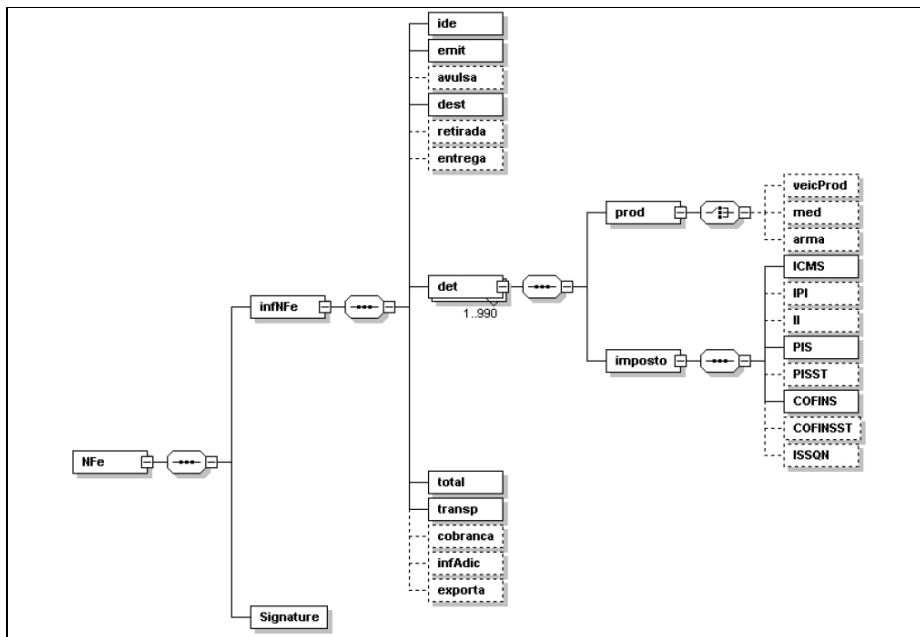 ide
emit
avulsa
dest
retirada
entrega
veicProd
prod
med
arma
ICMS
det
IPI
1..990
infNFe
II
PIS
imposto
PISST
COFINS
COFINSST
NFe
ISSQN
total
transp
cobranca
infAdic
exporta
Signature